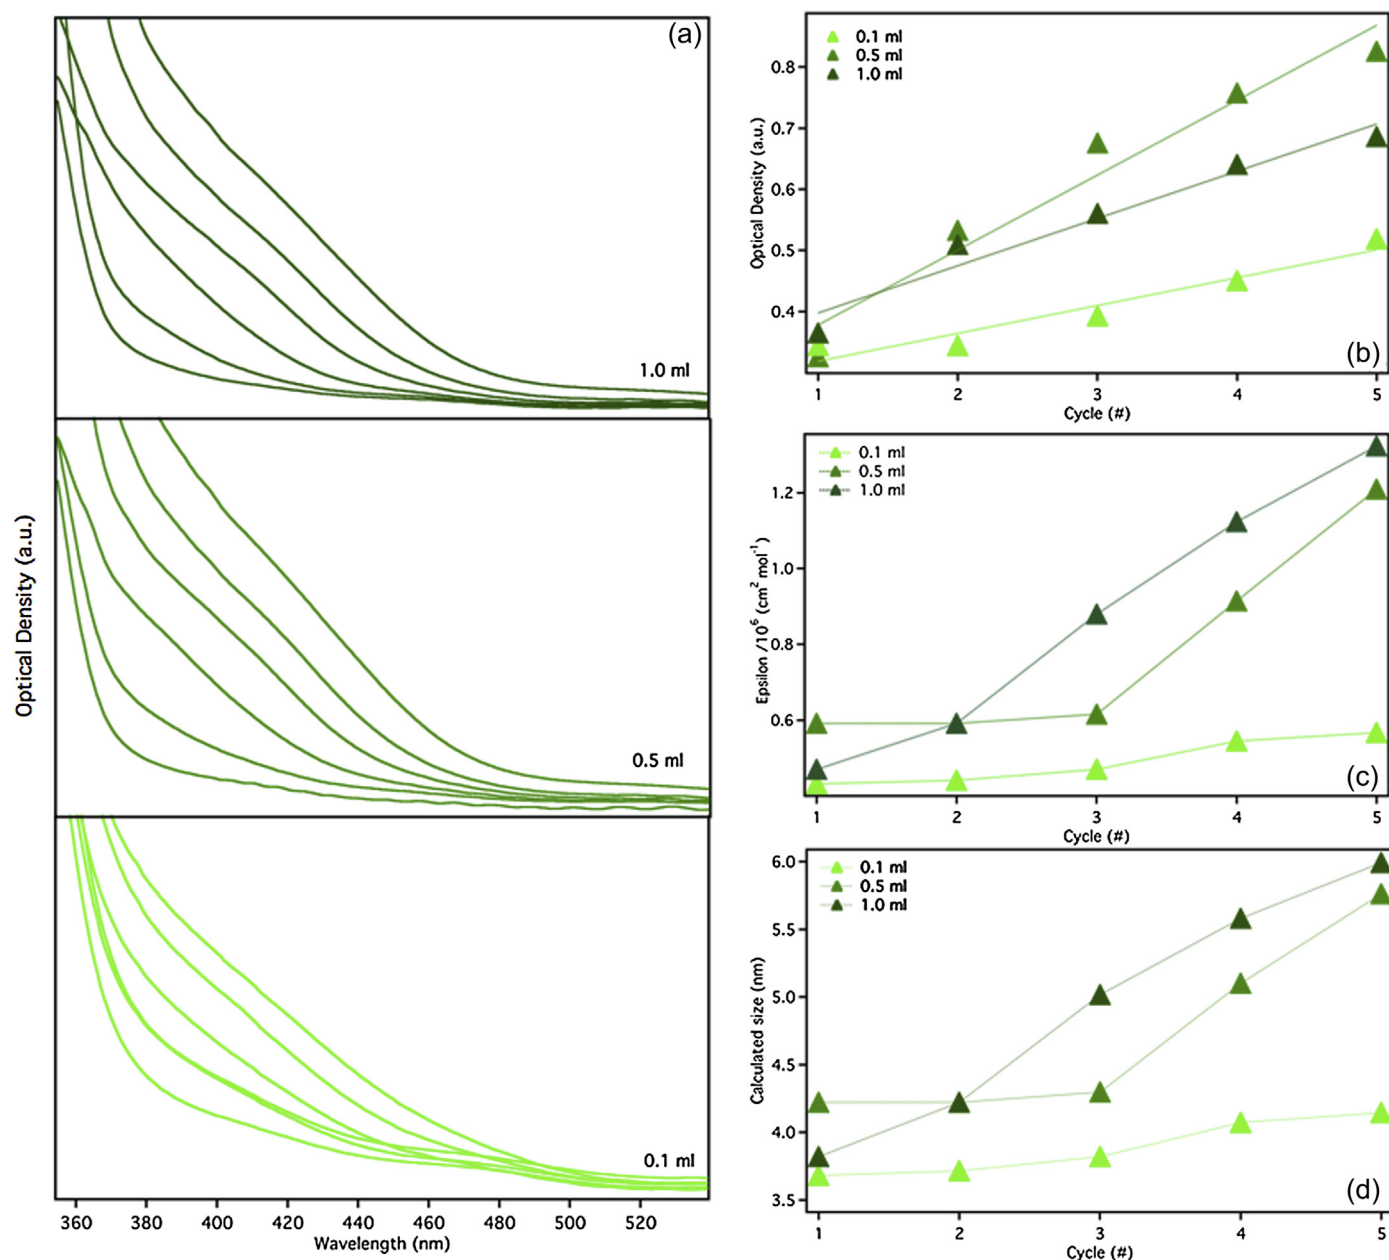 (a)
1.0 ml
0.5 ml
0.1 ml
Optical Density (a.u.)
360 380 400 420 440 460 480 500 520
Wavelength (nm)
0.1 ml
0.5 ml
1.0 ml
0.8
0.7
0.6
0.5
0.4
Optical Density (a.u.)
(b)
1 2 3 4 5
Cycle (#)
0.1 ml
0.5 ml
1.0 ml
1.2
1.0
0.8
0.6
Epsilon /10⁶ (cm² mol⁻¹)
(c)
1 2 3 4 5
Cycle (#)
0.1 ml
0.5 ml
1.0 ml
6.0
5.5
5.0
4.5
4.0
3.5
Calculated size (nm)
(d)
1 2 3 4 5
Cycle (#)